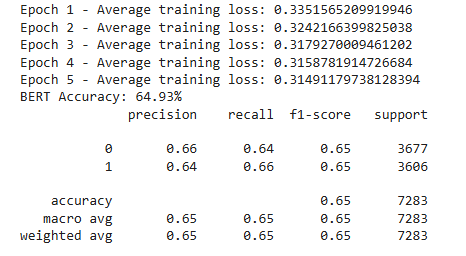 Epoch 1 - Average training loss: 0.3351565209919946
Epoch 2 - Average training loss: 0.3242166399825038
Epoch 3 - Average training loss: 0.3179270009461202
Epoch 4 - Average training loss: 0.3158781914726684
Epoch 5 - Average training loss: 0.31491179738128394
BERT Accuracy: 64.93%
precision recall f1-score support
0 0.66 0.64 0.65 3677
1 0.64 0.66 0.65 3606
accuracy 0.65 7283
macro avg 0.65 0.65 0.65 7283
weighted avg 0.65 0.65 0.65 7283